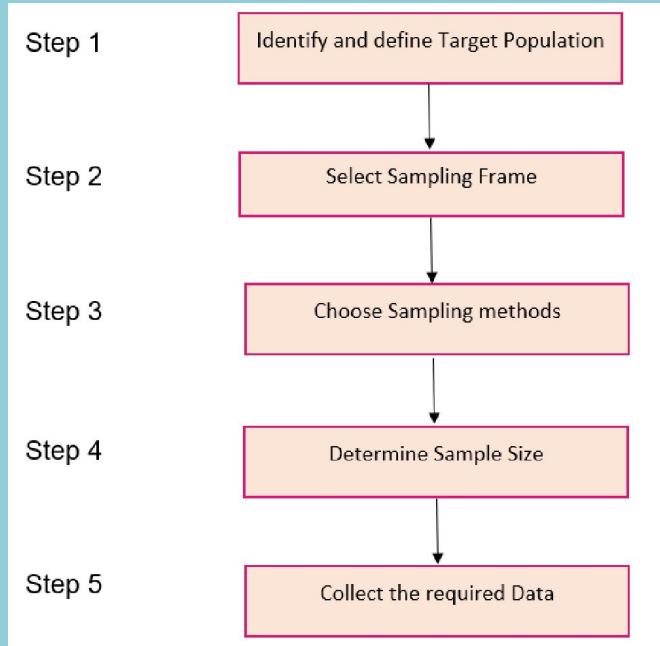 Step 1
Identify and define Target Population
Step 2
Select Sampling Frame
Step 3
Choose Sampling methods
Step 4
Determine Sample Size
Step 5
Collect the required Data